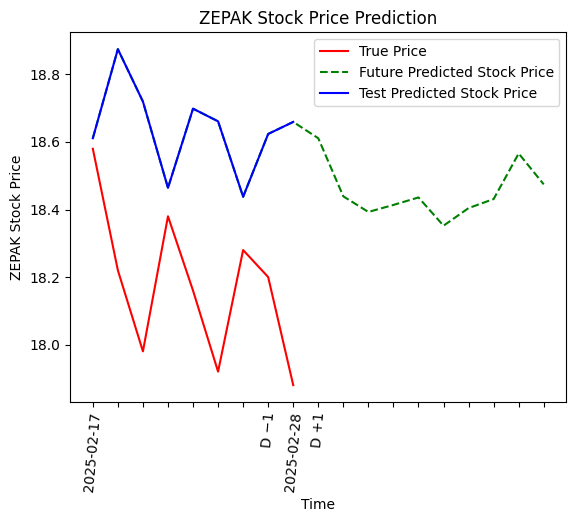 ZEPAK Stock Price Prediction
True Price
Future Predicted Stock Price
Test Predicted Stock Price
ZEPAK Stock Price
18.8
18.6
18.4
18.2
18.0
2025-02-17
D −1
2025-02-28
D +1
Time